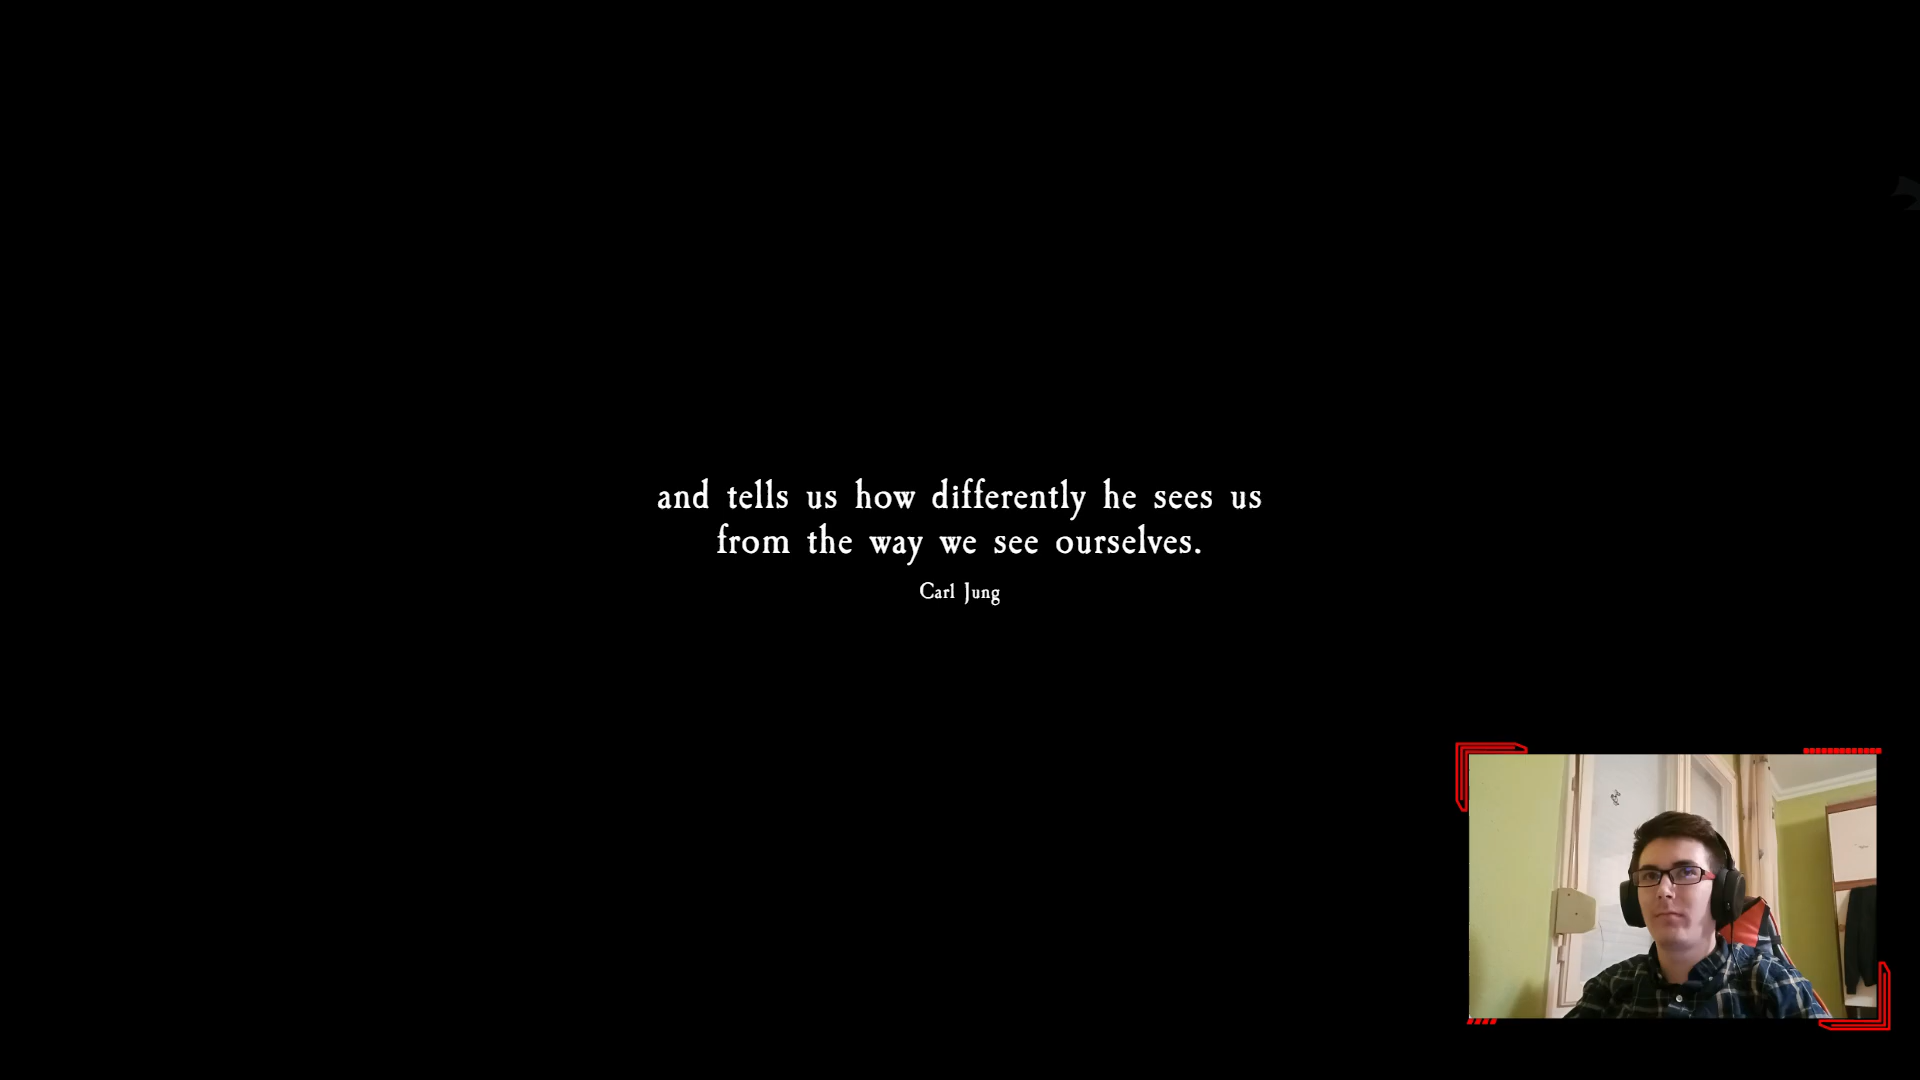 and tells us how differently he sees us
from the way we see ourselves.
Carl Jung